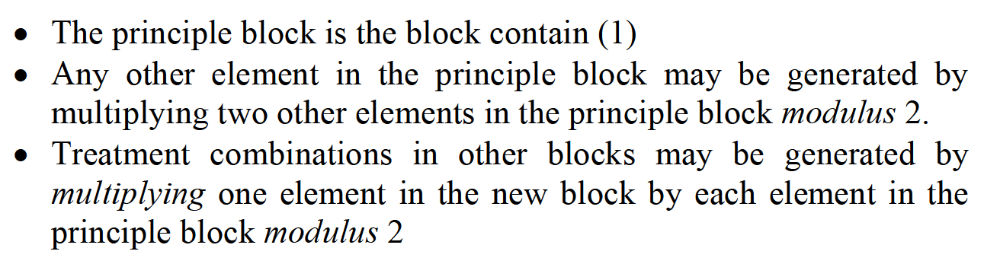 • The principle block is the block contain (1)
• Any other element in the principle block may be generated by
multiplying two other elements in the principle block modulus 2.
• Treatment combinations in other blocks may be generated by
multiplying one element in the new block by each element in the
principle block modulus 2